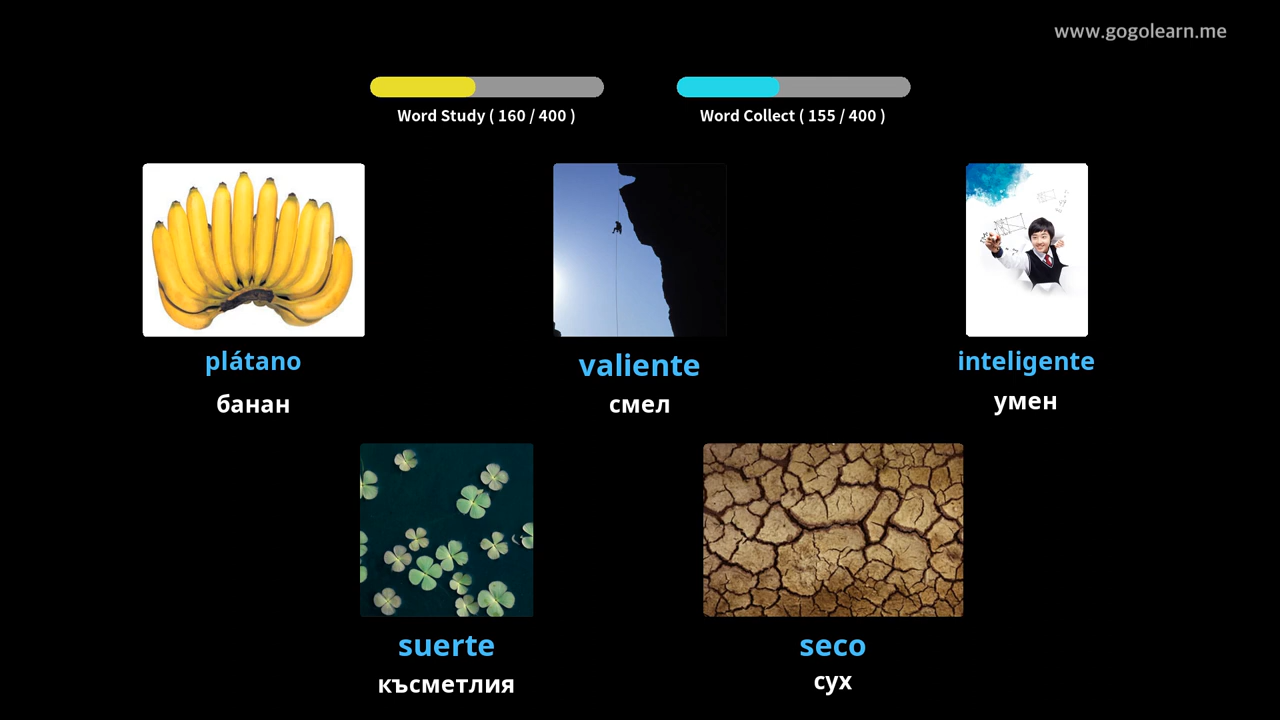 www.gogolearn.me
Word Study ( 160 / 400 )
Word Collect ( 155 / 400 )
plátano
банан
valiente
смел
inteligente
умен
suerte
късметлия
seco
сух